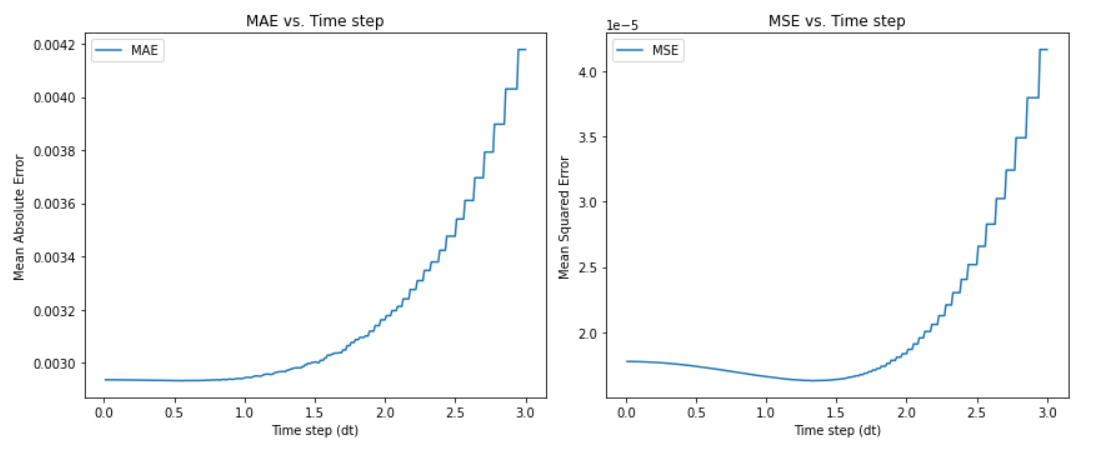 MAE vs. Time step
MAE
0.0042
0.0040
0.0038
0.0036
0.0034
0.0032
0.0030
Mean Absolute Error
0.0 0.5 1.0 1.5 2.0 2.5 3.0
Time step (dt)
MSE vs. Time step
1e−5
MSE
4.0
3.5
3.0
2.5
2.0
Mean Squared Error
0.0 0.5 1.0 1.5 2.0 2.5 3.0
Time step (dt)